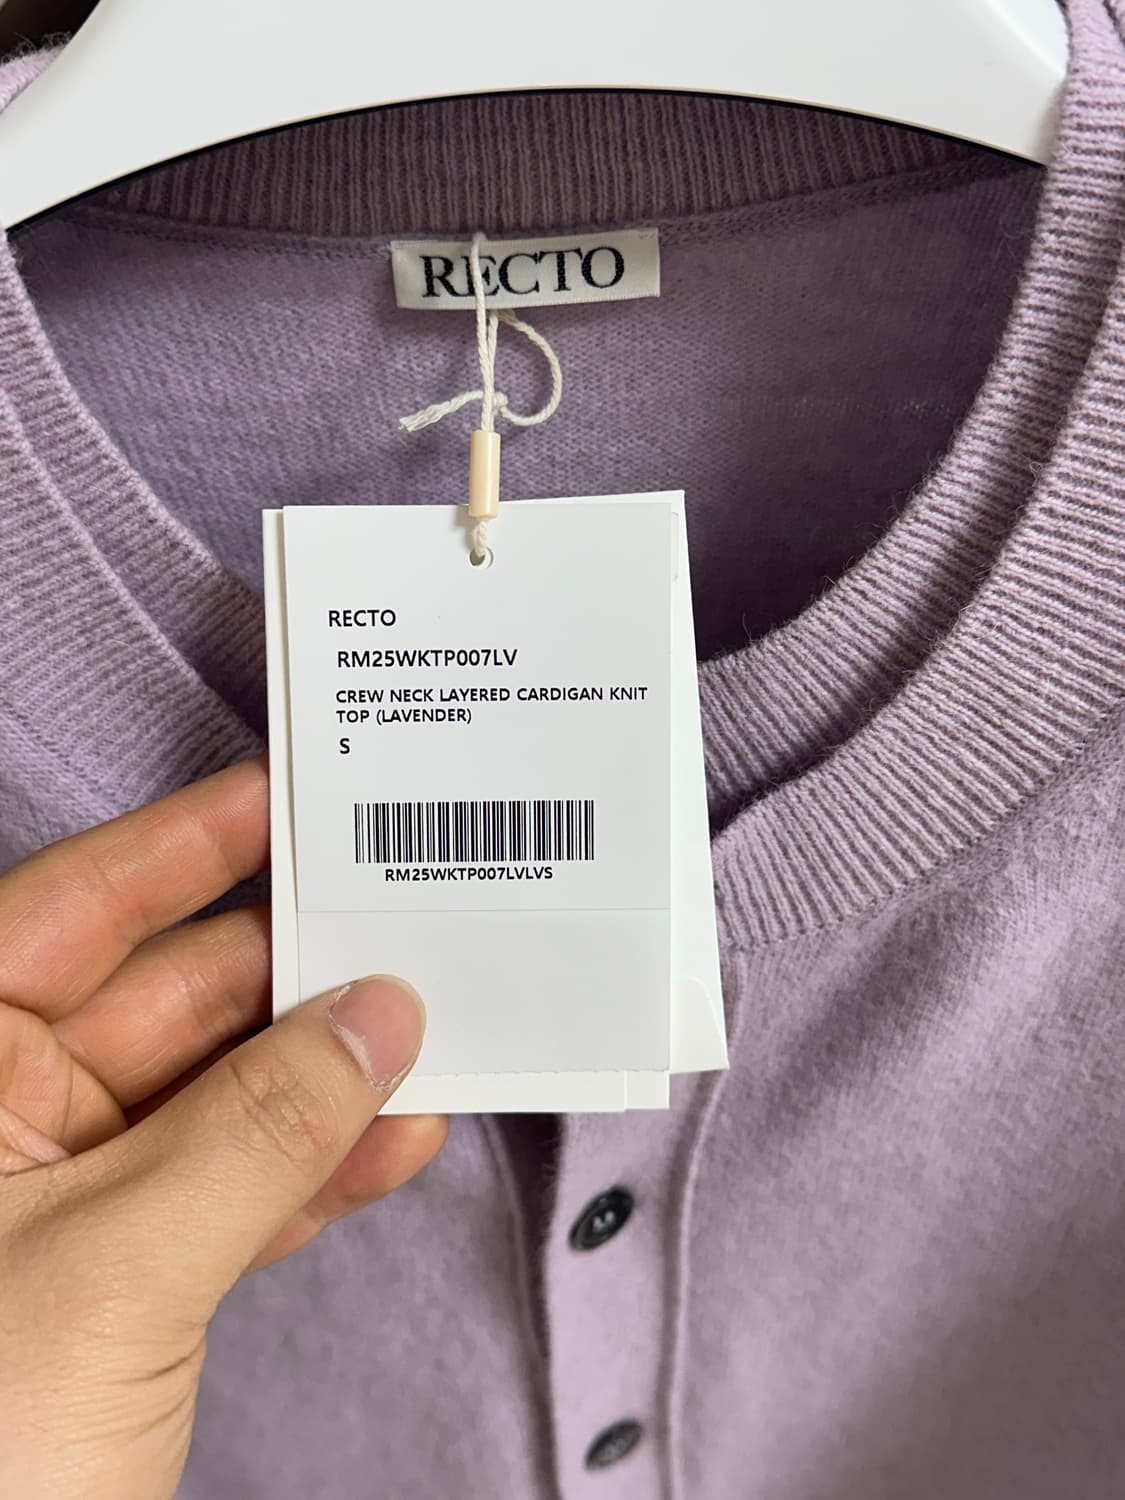 RECTO
RECTO
RM25WKTP007LV
CREW NECK LAYERED CARDIGAN KNIT
TOP (LAVENDER)
S
RM25WKTP007LVLVS